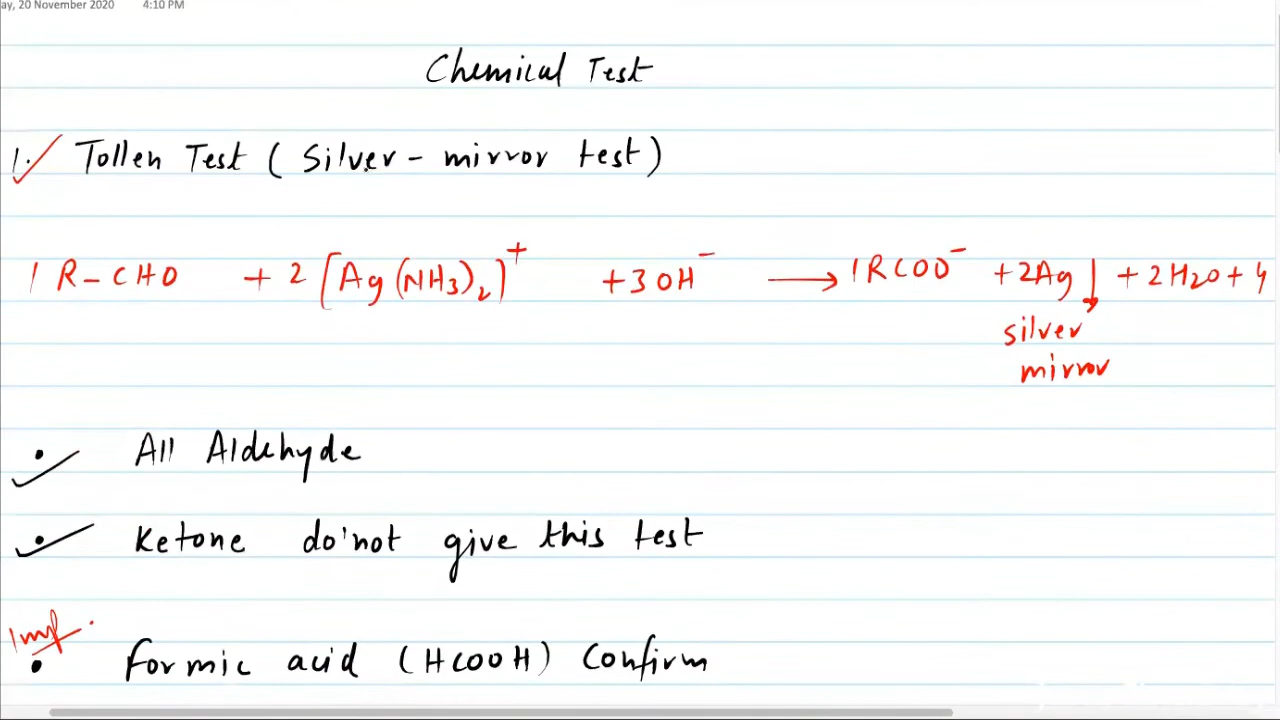 ay, 20 November 2020 4:10 PM
Chemical Test
1. Tollen Test ( Silver - mirror test )
1 R - CHO + 2 [Ag(NH3)2]+ + 3OH- → 1RCOO- + 2Ag↓ + 2H2O + 4
silver
mirror
• All Aldehyde
• Ketone do'not give this test
Imp.
• formic acid (HCOOH) Confirm